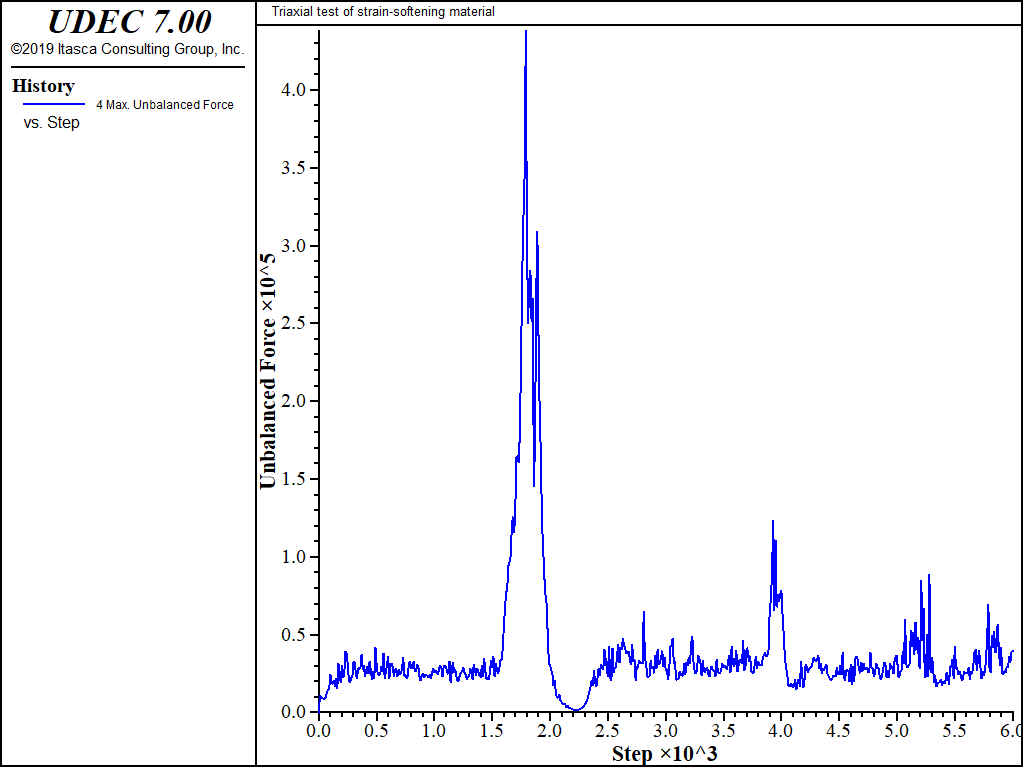 UDEC 7.00
©2019 Itasca Consulting Group, Inc.
History
4 Max. Unbalanced Force
vs. Step
Triaxial test of strain-softening material
Unbalanced Force ×10^5
4.0
3.5
3.0
2.5
2.0
1.5
1.0
0.5
0.0
0.0 0.5 1.0 1.5 2.0 2.5 3.0 3.5 4.0 4.5 5.0 5.5 6.0
Step ×10^3